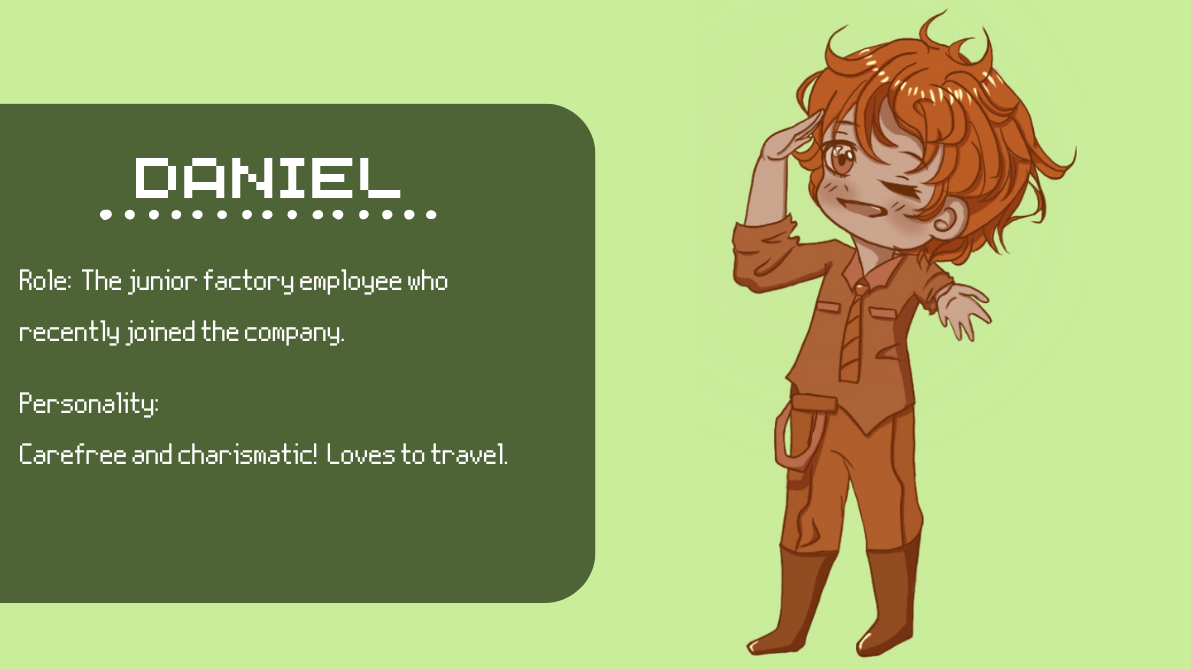 DANIEL
Role: The junior factory employee who
recently joined the company.
Personality:
Carefree and charismatic! Loves to travel.